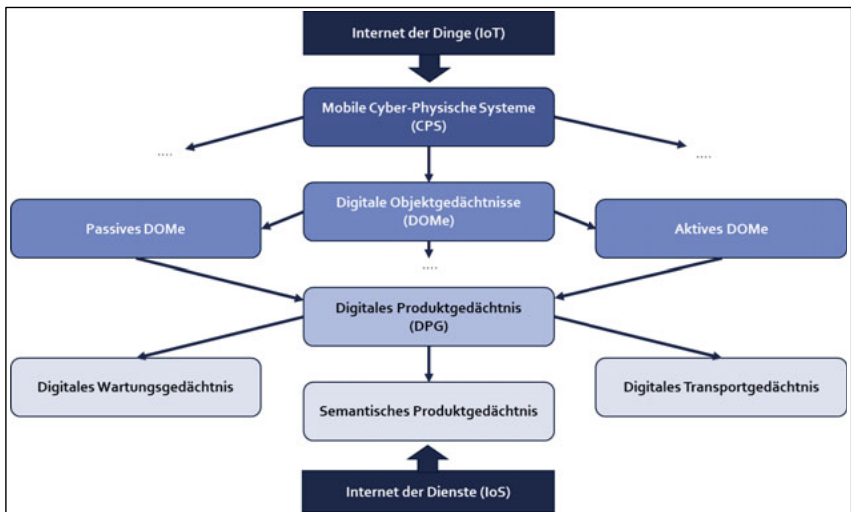 Internet der Dinge (IoT)
Mobile Cyber-Physische Systeme
(CPS)
....
....
Passives DOMe
Digitale Objektgedächtnisse
(DOMe)
Aktives DOMe
....
Digitales Produktgedächtnis
(DPG)
Digitales Wartungsgedächtnis
Semantisches Produktgedächtnis
Digitales Transportgedächtnis
Internet der Dienste (IoS)